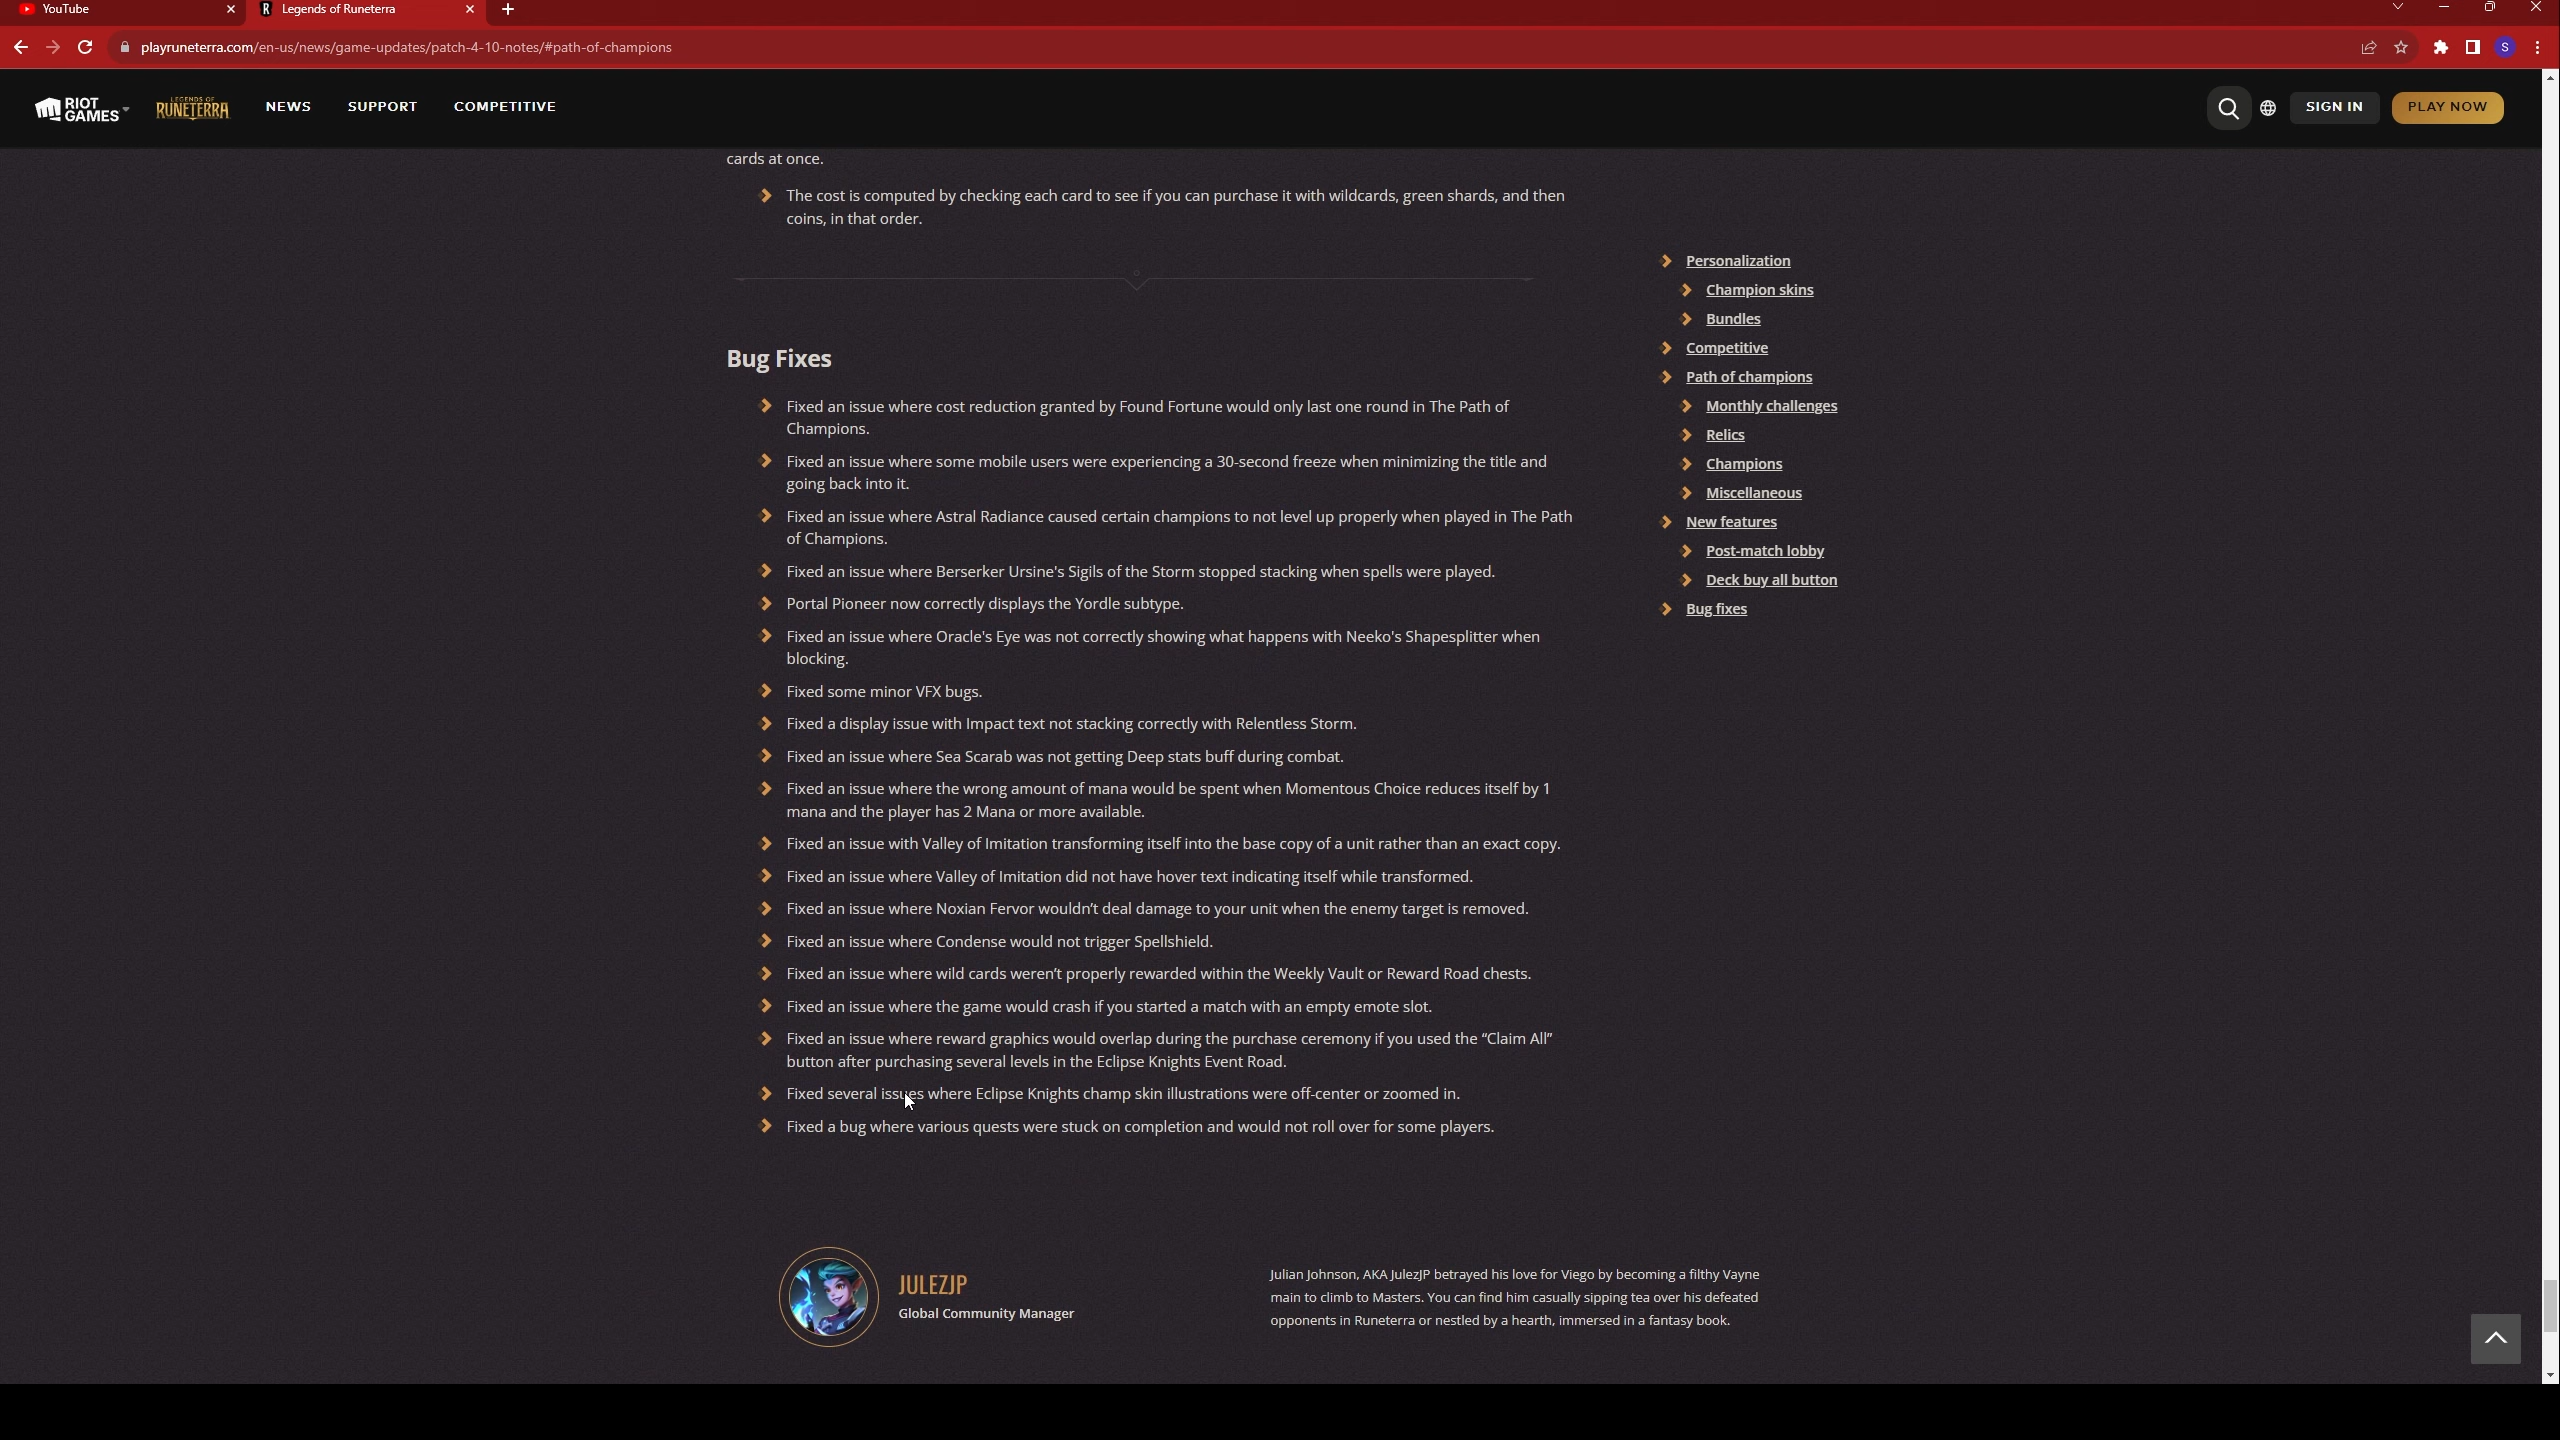 YouTube
Legends of Runeterra
playruneterra.com/en-us/news/game-updates/patch-4-10-notes/#path-of-champions
S
RIOT GAMES
LEGENDS OF RUNETERRA
NEWS
SUPPORT
COMPETITIVE
SIGN IN
PLAY NOW
cards at once.
The cost is computed by checking each card to see if you can purchase it with wildcards, green shards, and then
coins, in that order.
Bug Fixes
Fixed an issue where cost reduction granted by Found Fortune would only last one round in The Path of
Champions.
Fixed an issue where some mobile users were experiencing a 30-second freeze when minimizing the title and
going back into it.
Fixed an issue where Astral Radiance caused certain champions to not level up properly when played in The Path
of Champions.
Fixed an issue where Berserker Ursine's Sigils of the Storm stopped stacking when spells were played.
Portal Pioneer now correctly displays the Yordle subtype.
Fixed an issue where Oracle's Eye was not correctly showing what happens with Neeko's Shapesplitter when
blocking.
Fixed some minor VFX bugs.
Fixed a display issue with Impact text not stacking correctly with Relentless Storm.
Fixed an issue where Sea Scarab was not getting Deep stats buff during combat.
Fixed an issue where the wrong amount of mana would be spent when Momentous Choice reduces itself by 1
mana and the player has 2 Mana or more available.
Fixed an issue with Valley of Imitation transforming itself into the base copy of a unit rather than an exact copy.
Fixed an issue where Valley of Imitation did not have hover text indicating itself while transformed.
Fixed an issue where Noxian Fervor wouldn't deal damage to your unit when the enemy target is removed.
Fixed an issue where Condense would not trigger Spellshield.
Fixed an issue where wild cards weren't properly rewarded within the Weekly Vault or Reward Road chests.
Fixed an issue where the game would crash if you started a match with an empty emote slot.
Fixed an issue where reward graphics would overlap during the purchase ceremony if you used the “Claim All”
button after purchasing several levels in the Eclipse Knights Event Road.
Fixed several issues where Eclipse Knights champ skin illustrations were off-center or zoomed in.
Fixed a bug where various quests were stuck on completion and would not roll over for some players.
Personalization
Champion skins
Bundles
Competitive
Path of champions
Monthly challenges
Relics
Champions
Miscellaneous
New features
Post-match lobby
Deck buy all button
Bug fixes
JULEZJP
Global Community Manager
Julian Johnson, AKA JulezJP betrayed his love for Viego by becoming a filthy Vayne
main to climb to Masters. You can find him casually sipping tea over his defeated
opponents in Runeterra or nestled by a hearth, immersed in a fantasy book.